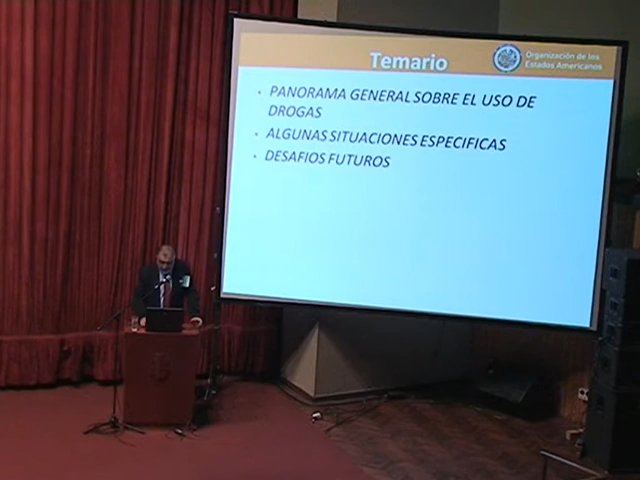 Temario
Organización de los
Estados Americanos
• PANORAMA GENERAL SOBRE EL USO DE
DROGAS
• ALGUNAS SITUACIONES ESPECIFICAS
• DESAFIOS FUTUROS